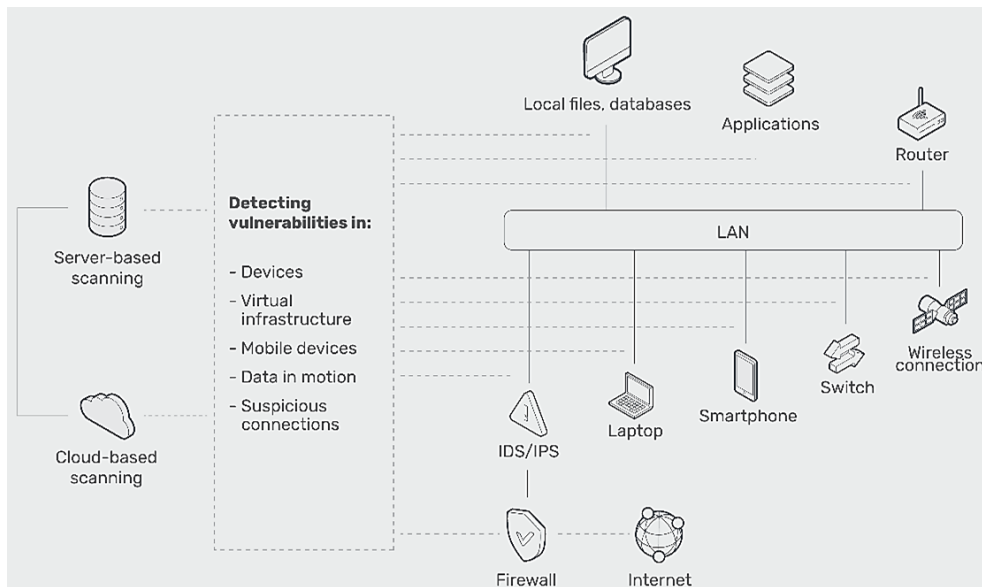 Local files, databases
Applications
Router
Detecting
vulnerabilities in:
- Devices
- Virtual
infrastructure
- Mobile devices
- Data in motion
- Suspicious
connections
Server-based
scanning
Cloud-based
scanning
LAN
IDS/IPS
Laptop
Smartphone
Switch
Wireless
connection
Firewall
Internet